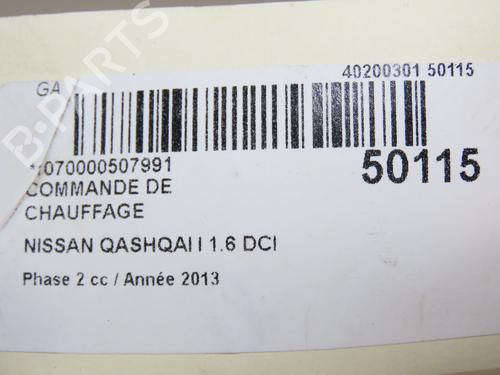 B-PARTS
GA
40200301 50115
*1070000507991
50115
COMMANDE DE
CHAUFFAGE
NISSAN QASHQAI I 1.6 DCI
Phase 2 cc / Année 2013